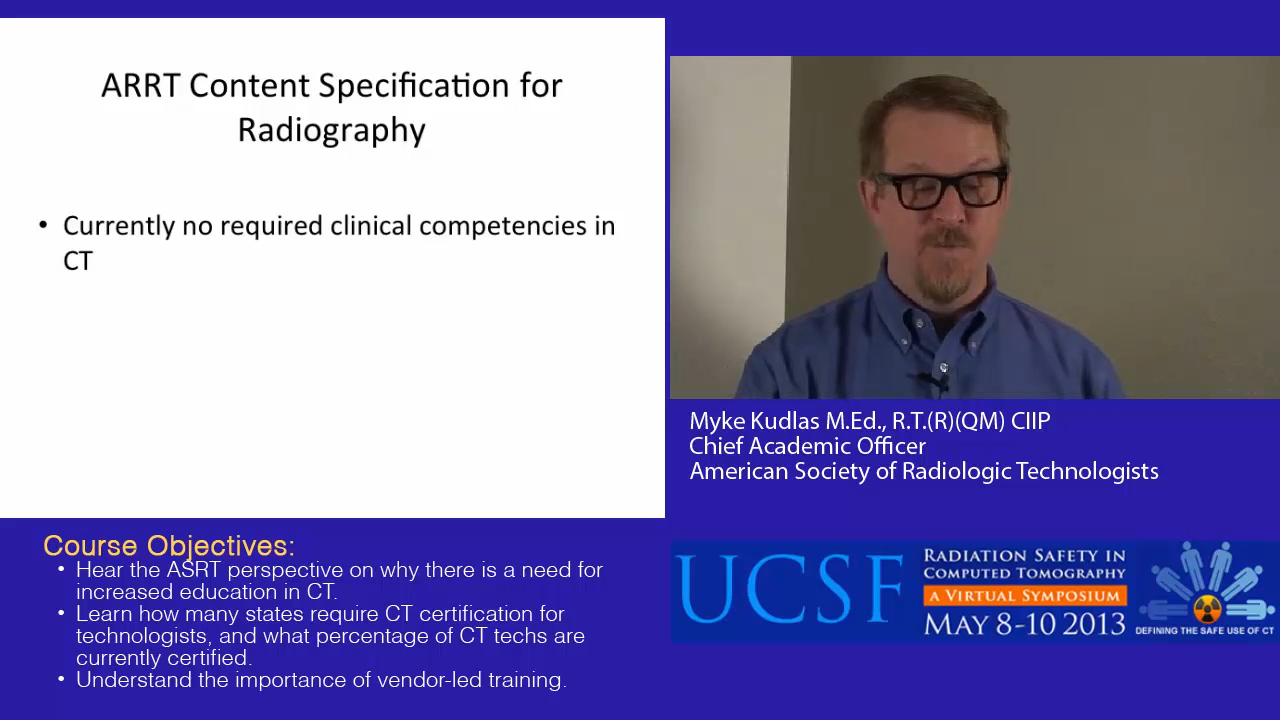 ARRT Content Specification for
Radiography
• Currently no required clinical competencies in
CT
Myke Kudlas M.Ed., R.T.(R)(QM) CIIP
Chief Academic Officer
American Society of Radiologic Technologists
Course Objectives:
• Hear the ASRT perspective on why there is a need for
increased education in CT.
• Learn how many states require CT certification for
technologists, and what percentage of CT techs are
currently certified.
• Understand the importance of vendor-led training.
UCSF
RADIATION SAFETY IN
COMPUTED TOMOGRAPHY
A VIRTUAL SYMPOSIUM
MAY 8-10 2013
DEFINING THE SAFE USE OF CT